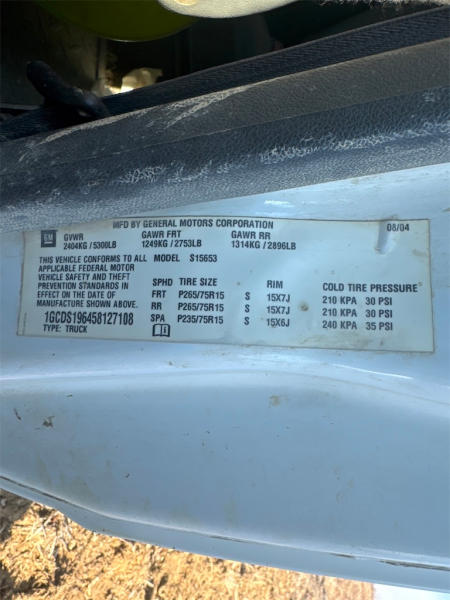 MFD BY GENERAL MOTORS CORPORATION
08/04
GM
GVWR GAWR FRT GAWR RR
2404KG / 5300LB 1249KG / 2753LB 1314KG / 2896LB
THIS VEHICLE CONFORMS TO ALL MODEL S15653
APPLICABLE FEDERAL MOTOR
VEHICLE SAFETY AND THEFT
PREVENTION STANDARDS IN
EFFECT ON THE DATE OF
MANUFACTURE SHOWN ABOVE.
1GCDS196458127108
TYPE: TRUCK
SPHD TIRE SIZE RIM COLD TIRE PRESSURE
FRT P265/75R15 S 15X7J 210 KPA 30 PSI
RR P265/75R15 S 15X7J 210 KPA 30 PSI
SPA P235/75R15 S 15X6J 240 KPA 35 PSI